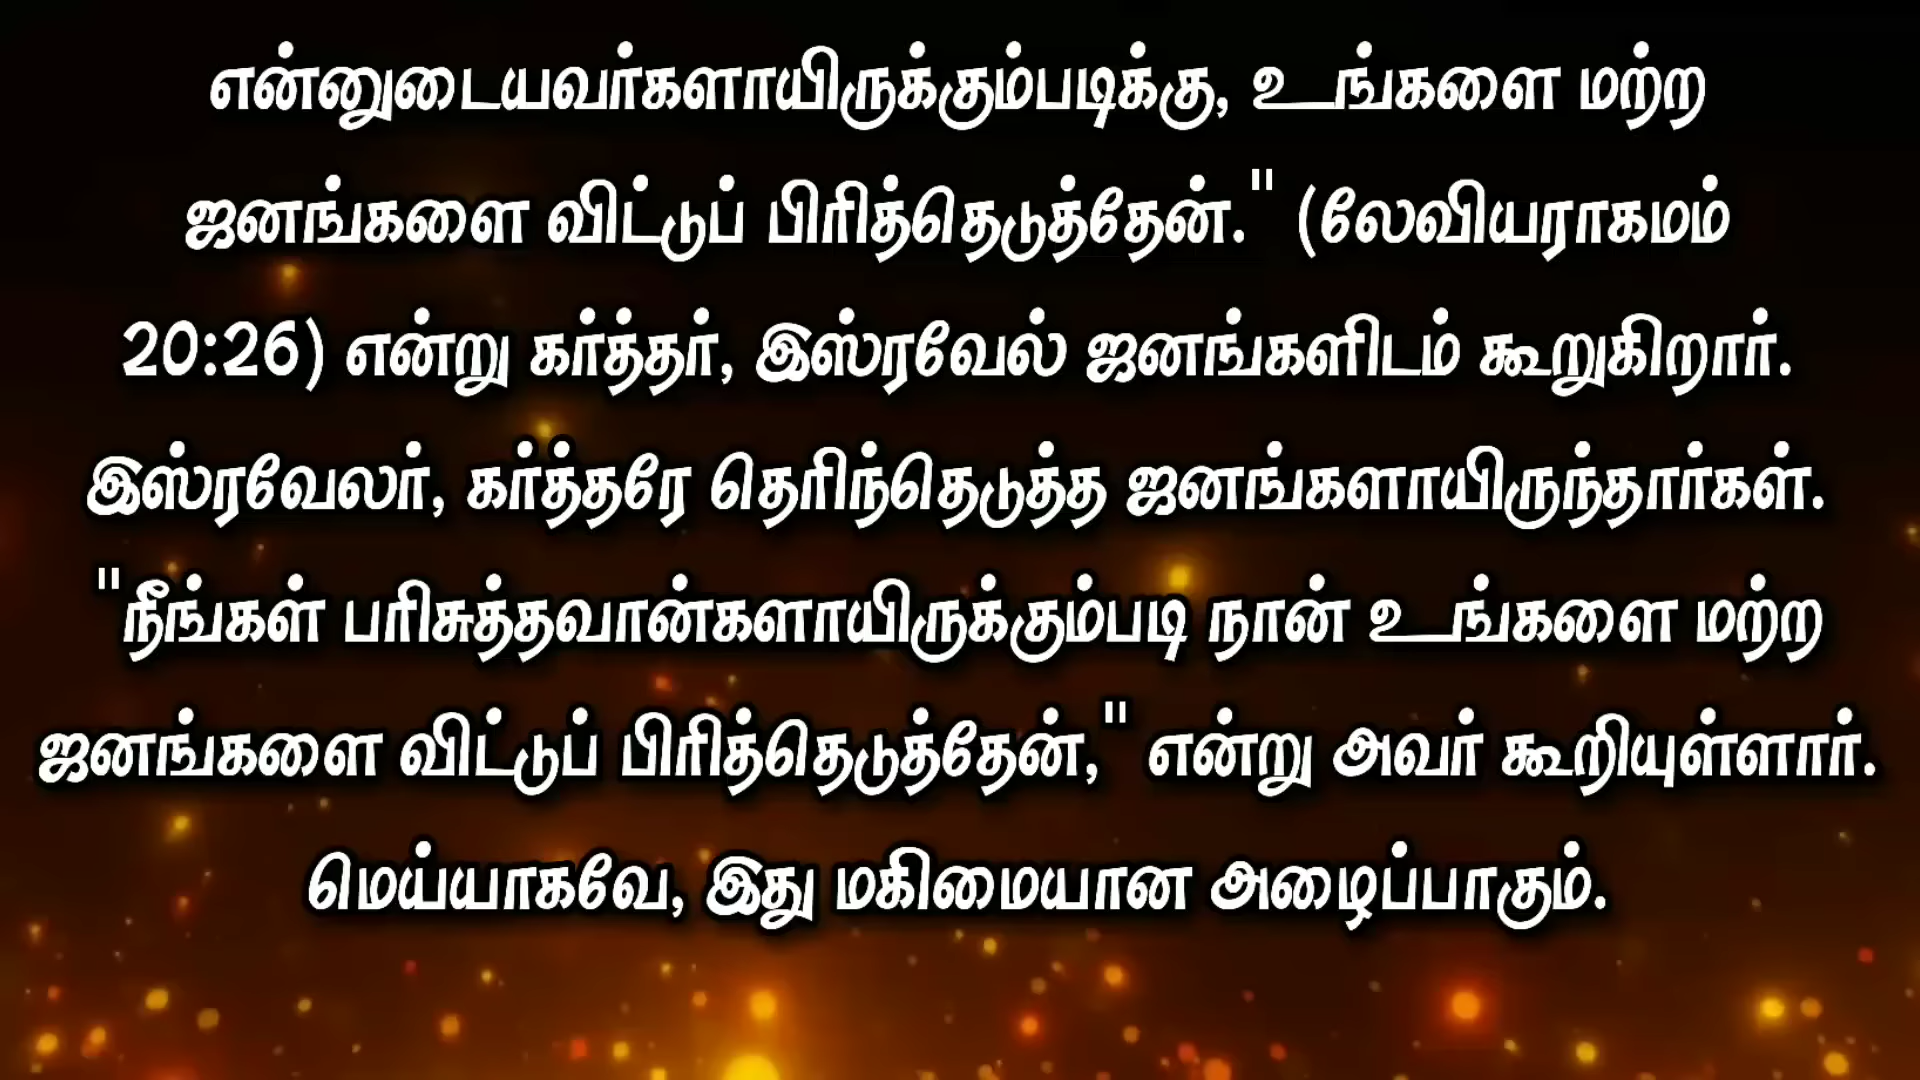 என்னுடையவர்களாயிருக்கும்படிக்கு, உங்களை மற்ற
ஜனங்களை விட்டுப் பிரித்தெடுத்தேன்." (லேவியராகமம்
20:26) என்று கர்த்தர், இஸ்ரவேல் ஜனங்களிடம் கூறுகிறார்.
இஸ்ரவேலர், கர்த்தரே தெரிந்தெடுத்த ஜனங்களாயிருந்தார்கள்.
"நீங்கள் பரிசுத்தவான்களாயிருக்கும்படி நான் உங்களை மற்ற
ஜனங்களை விட்டுப் பிரித்தெடுத்தேன்," என்று அவர் கூறியுள்ளார்.
மெய்யாகவே, இது மகிமையான அழைப்பாகும்.